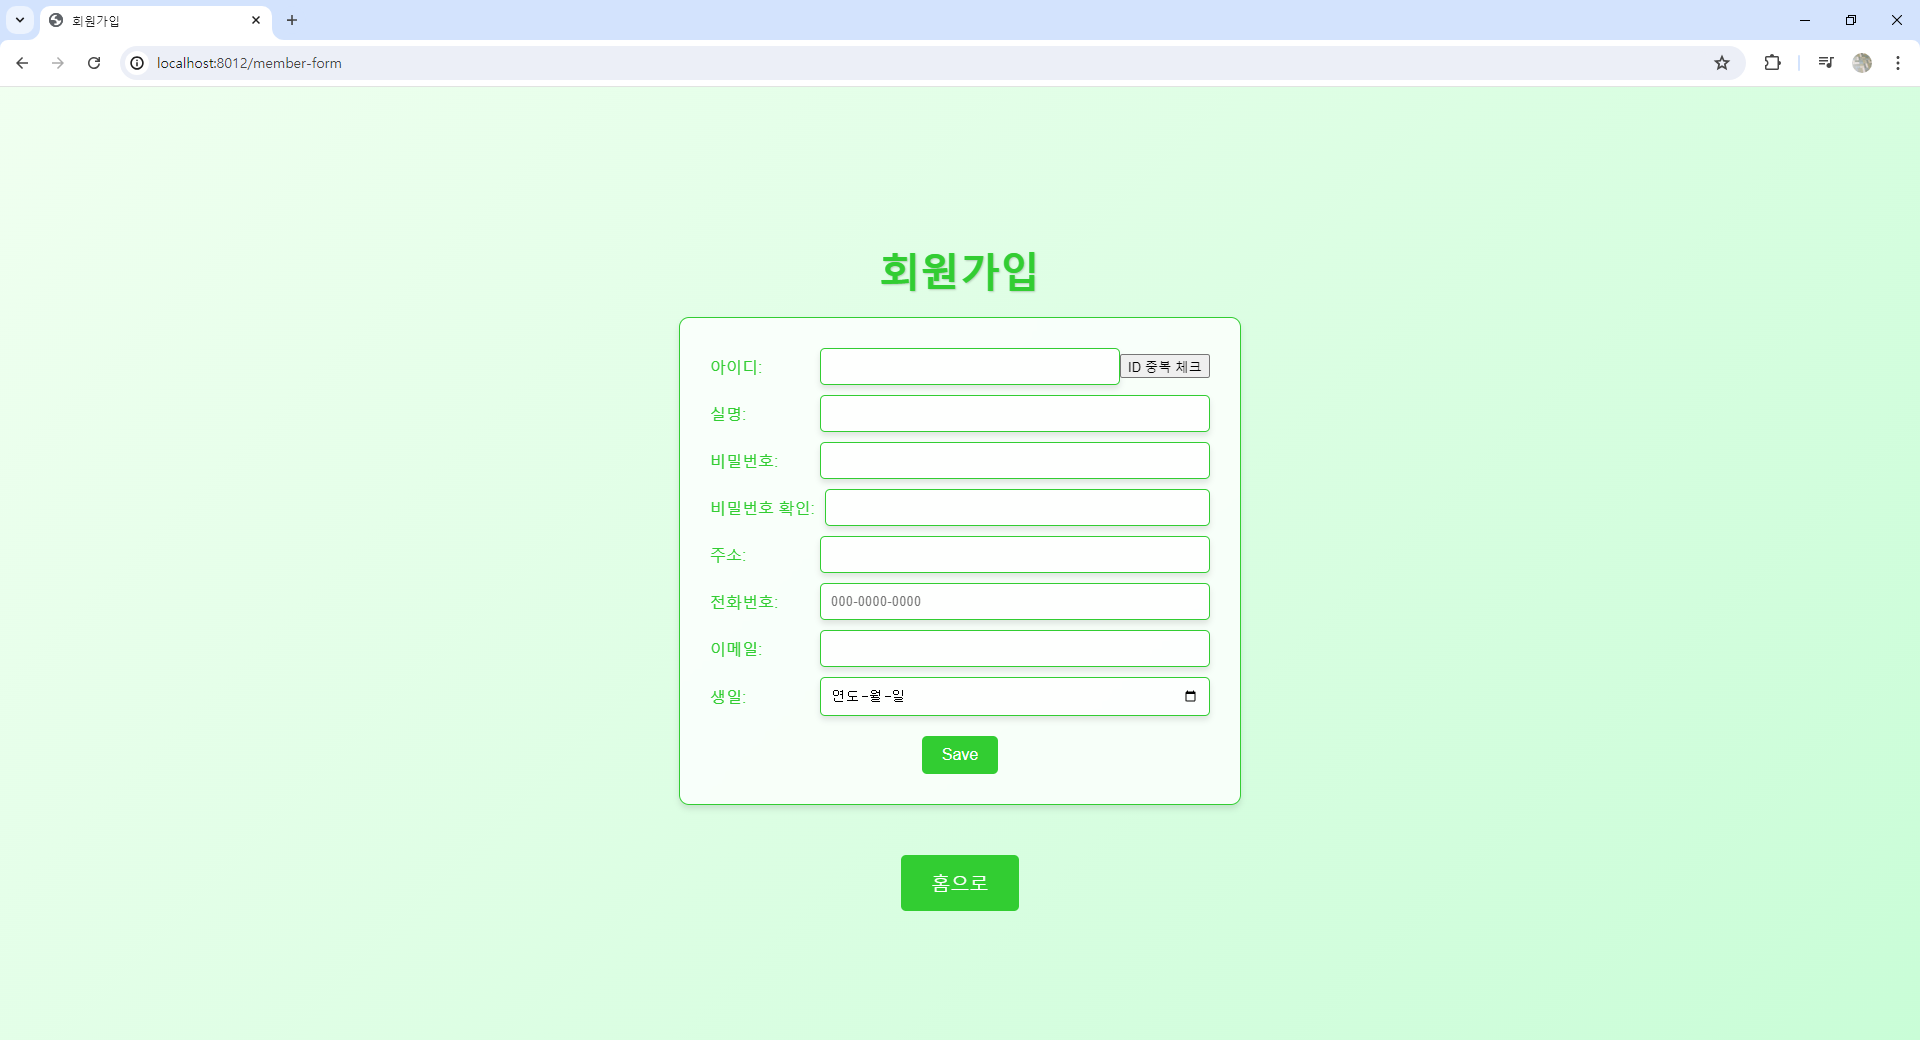 회원가입
localhost:8012/member-form
회원가입
아이디:
ID 중복 체크
실명:
비밀번호:
비밀번호 확인:
주소:
전화번호: 000-0000-0000
이메일:
생일: 연도-월-일
Save
홈으로